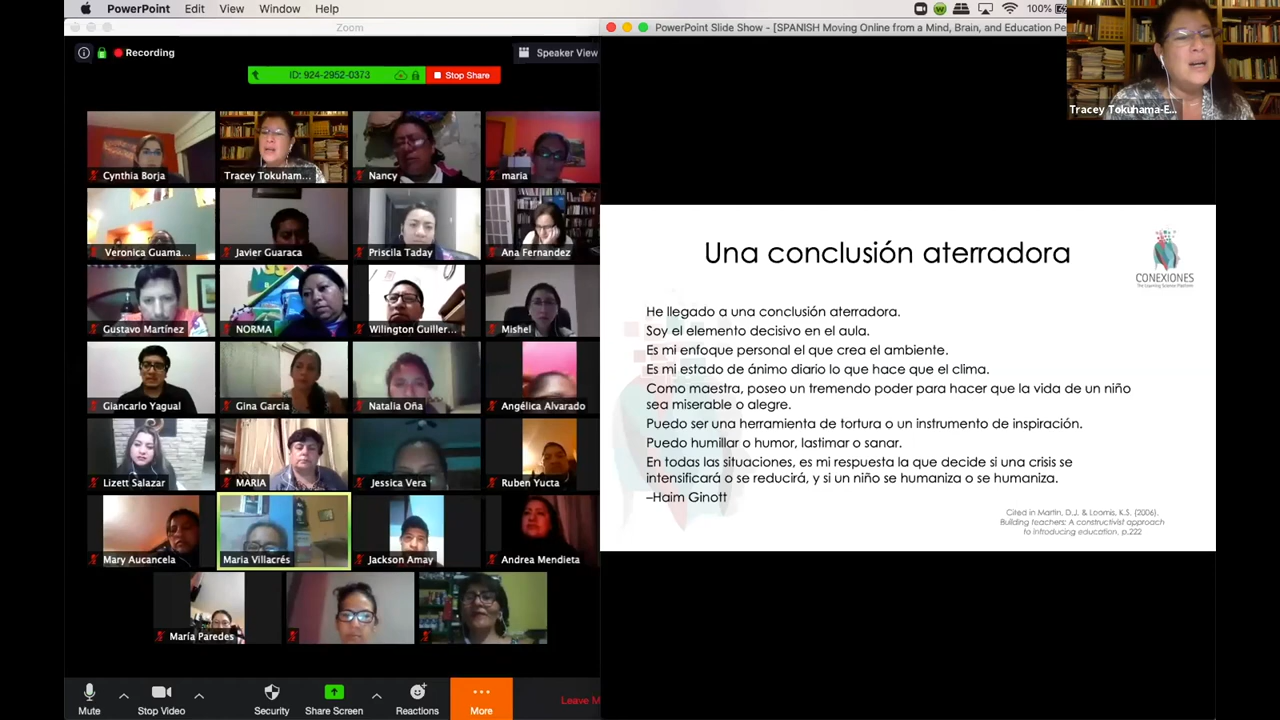 PowerPoint Edit View Window Help
100%
Zoom
PowerPoint Slide Show - [SPANISH Moving Online from a Mind, Brain, and Education Pe
Recording
Speaker View
ID: 924-2952-0373
Stop Share
Tracey Tokuhama-E...
Cynthia Borja
Tracey Tokuham...
Nancy
maria
Veronica Guama...
Javier Guaraca
Priscila Taday
Ana Fernandez
Gustavo Martínez
NORMA
Wilington Guiller...
Mishel
Giancarlo Yagual
Gina Garcia
Natalia Oña
Angélica Alvarado
Lizett Salazar
MARIA
Jessica Vera
Ruben Yucta
Mary Aucancela
Maria Villacrés
Jackson Amay
Andrea Mendieta
María Paredes
Mute
Stop Video
Security
Share Screen
Reactions
More
Leave M
Una conclusión aterradora
CONEXIONES
The Learning Science Platform
He llegado a una conclusión aterradora.
Soy el elemento decisivo en el aula.
Es mi enfoque personal el que crea el ambiente.
Es mi estado de ánimo diario lo que hace que el clima.
Como maestra, poseo un tremendo poder para hacer que la vida de un niño
sea miserable o alegre.
Puedo ser una herramienta de tortura o un instrumento de inspiración.
Puedo humillar o humor, lastimar o sanar.
En todas las situaciones, es mi respuesta la que decide si una crisis se
intensificará o se reducirá, y si un niño se humaniza o se humaniza.
–Haim Ginott
Cited in Martin, D.J. & Loomis, K.S. (2006).
Building teachers: A constructivist approach
to introducing education. p.222